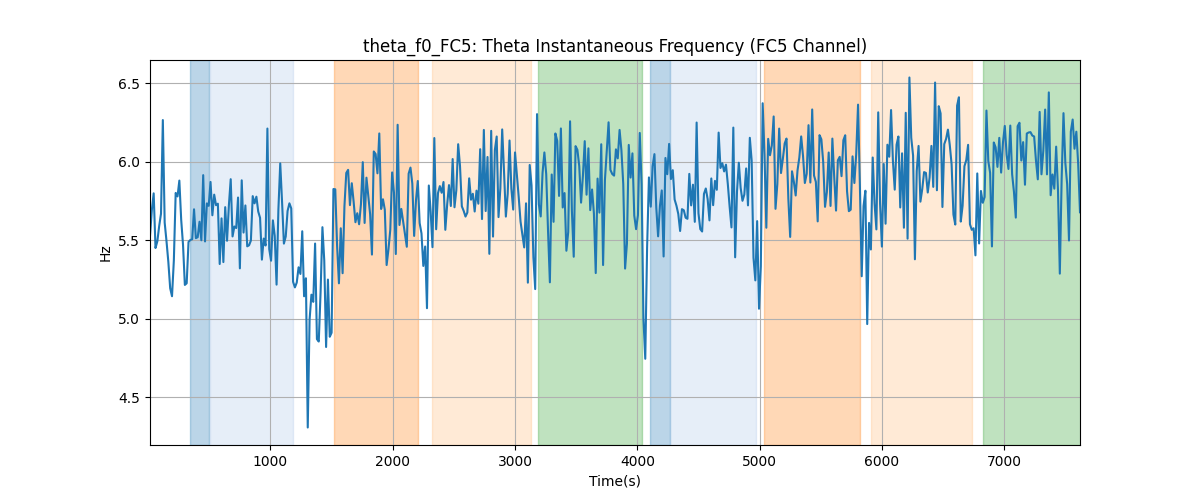 theta_f0_FC5: Theta Instantaneous Frequency (FC5 Channel)
6.5
6.0
5.5
5.0
4.5
Hz
1000 2000 3000 4000 5000 6000 7000
Time(s)